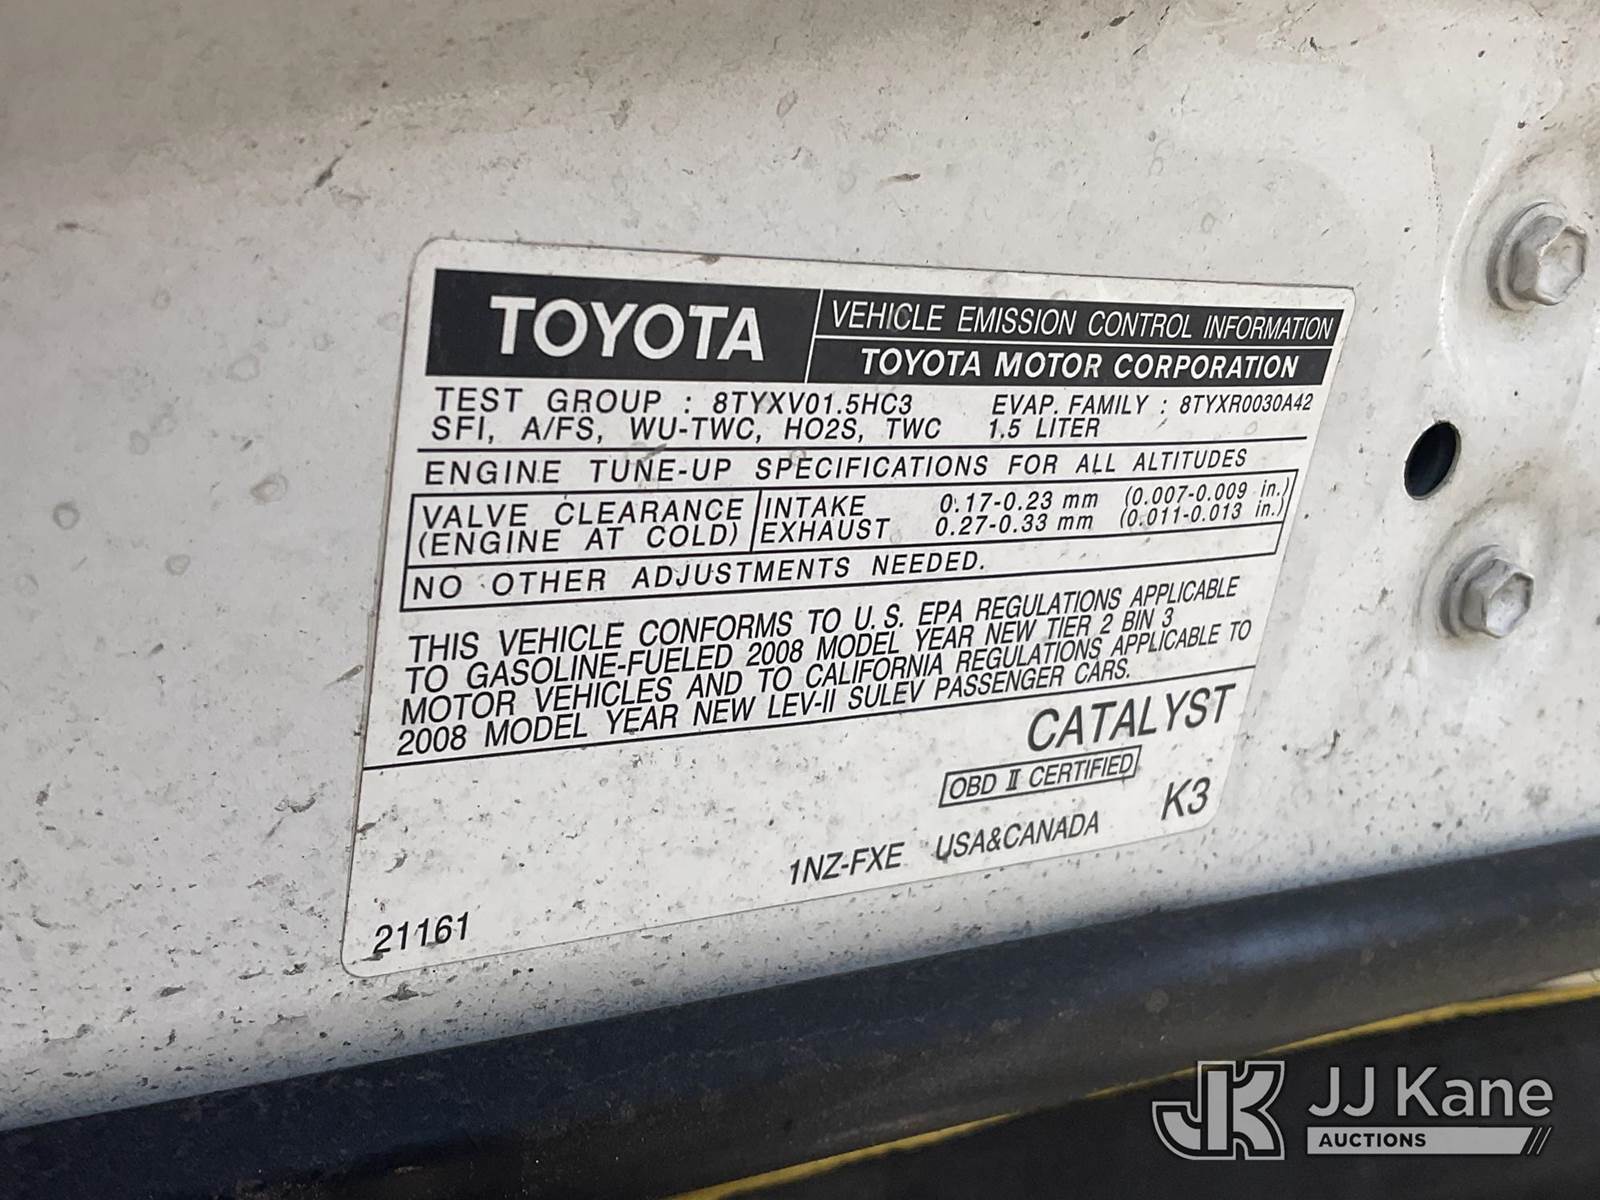 TOYOTA
VEHICLE EMISSION CONTROL INFORMATION
TOYOTA MOTOR CORPORATION
TEST GROUP : 8TYXV01.5HC3 EVAP. FAMILY : 8TYXR0030A42
SFI, A/FS, WU-TWC, HO2S, TWC 1.5 LITER
ENGINE TUNE-UP SPECIFICATIONS FOR ALL ALTITUDES
VALVE CLEARANCE INTAKE 0.17-0.23 mm (0.007-0.009 in.)
(ENGINE AT COLD) EXHAUST 0.27-0.33 mm (0.011-0.013 in.)
NO OTHER ADJUSTMENTS NEEDED.
THIS VEHICLE CONFORMS TO U.S. EPA REGULATIONS APPLICABLE
TO GASOLINE-FUELED 2008 MODEL YEAR NEW TIER 2 BIN 3
MOTOR VEHICLES AND TO CALIFORNIA REGULATIONS APPLICABLE TO
2008 MODEL YEAR NEW LEV-II SULEV PASSENGER CARS.
CATALYST
OBD II CERTIFIED
1NZ-FXE USA&CANADA K3
21161
JK JJ Kane
AUCTIONS